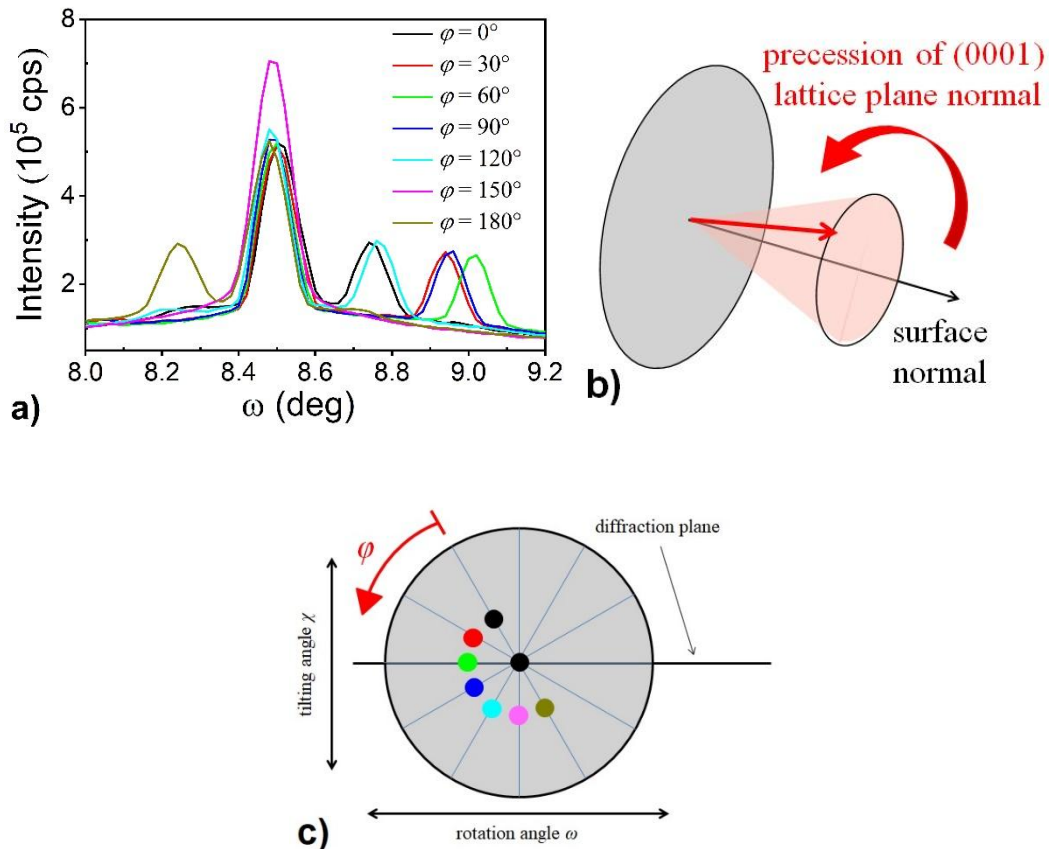 8
6
4
2
Intensity (10⁵ cps)
φ = 0°
φ = 30°
φ = 60°
φ = 90°
φ = 120°
φ = 150°
φ = 180°
8.0 8.2 8.4 8.6 8.8 9.0 9.2
ω (deg)
a)
precession of (0001)
lattice plane normal
surface
normal
b)
φ
diffraction plane
tilting angle χ
rotation angle ω
c)